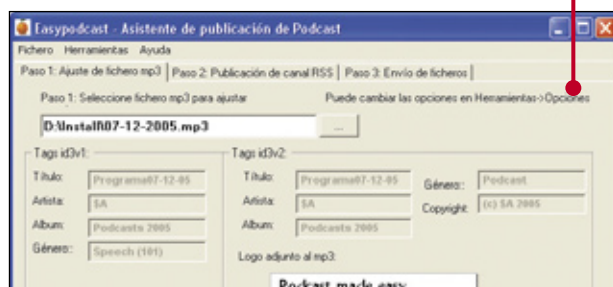 Easypodcast - Asistente de publicación de Podcast
Fichero Herramientas Ayuda
Paso 1: Ajuste de fichero mp3 Paso 2: Publicación de canal RSS Paso 3: Envío de ficheros
Paso 1: Seleccione fichero mp3 para ajustar Puede cambiar las opciones en Herramientas->Opciones
D:\Install\07-12-2005.mp3 ...
Tags id3v1: Tags id3v2:
Título: Programa07-12-05 Título: Programa07-12-05 Género:: Podcast
Artista: SA Artista: SA Copyright: (c) SA 2005
Album: Podcasts 2005 Album: Podcasts 2005
Género:: Speech (101) Logo adjunto al mp3:
Podcast made easy